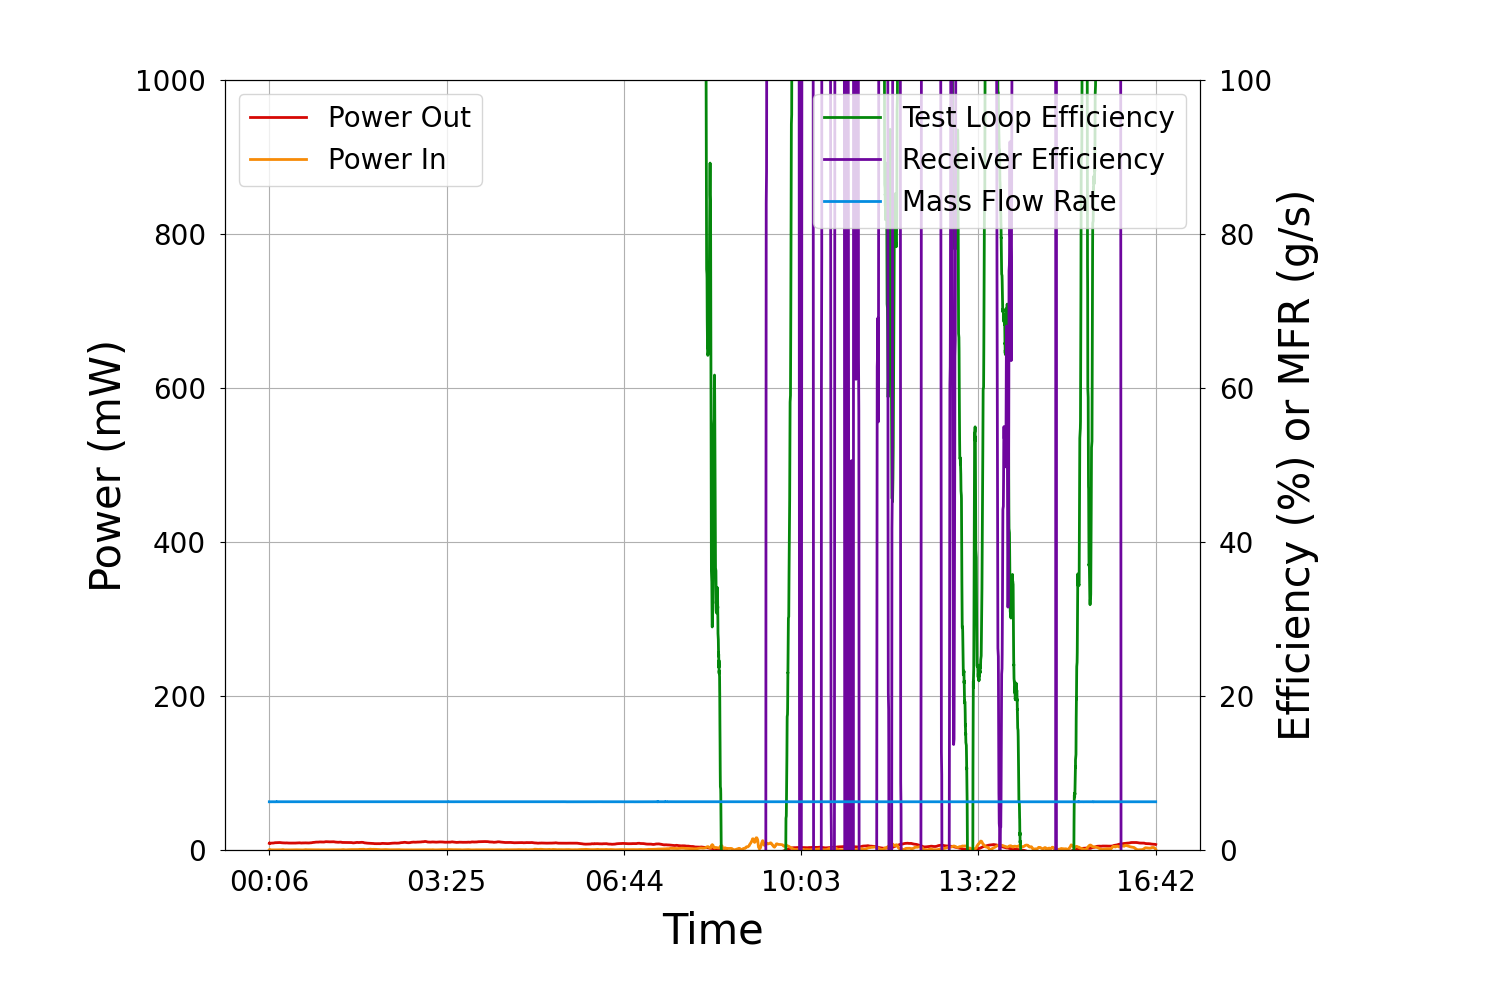 1000
800
600
400
200
0
Power (mW)
Power Out
Power In
Test Loop Efficiency
Receiver Efficiency
Mass Flow Rate
100
80
60
40
20
0
Efficiency (%) or MFR (g/s)
00:06 03:25 06:44 10:03 13:22 16:42
Time